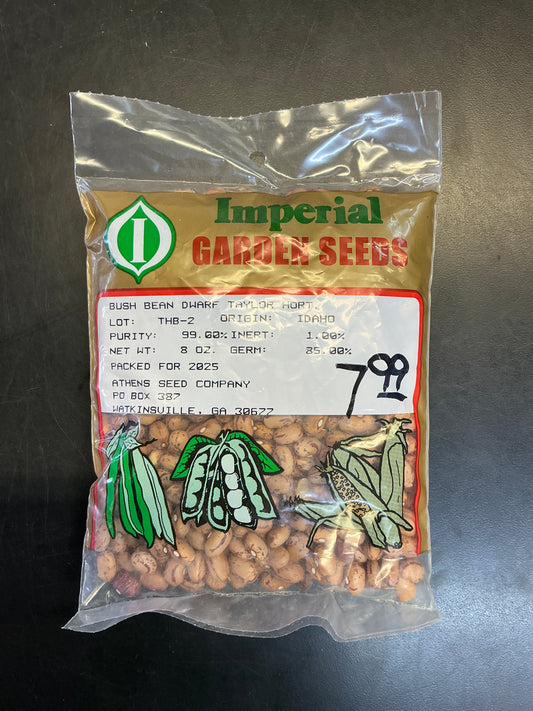 I
Imperial
GARDEN SEEDS
BUSH BEAN DWARF TAYLOR HORT.
LOT: THB-2 ORIGIN: IDAHO
PURITY: 99.00% INERT: 1.00%
NET WT: 8 OZ. GERM: 85.00%
PACKED FOR 2025
ATHENS SEED COMPANY
PO BOX 387
WATKINSVILLE, GA 30677
7.99